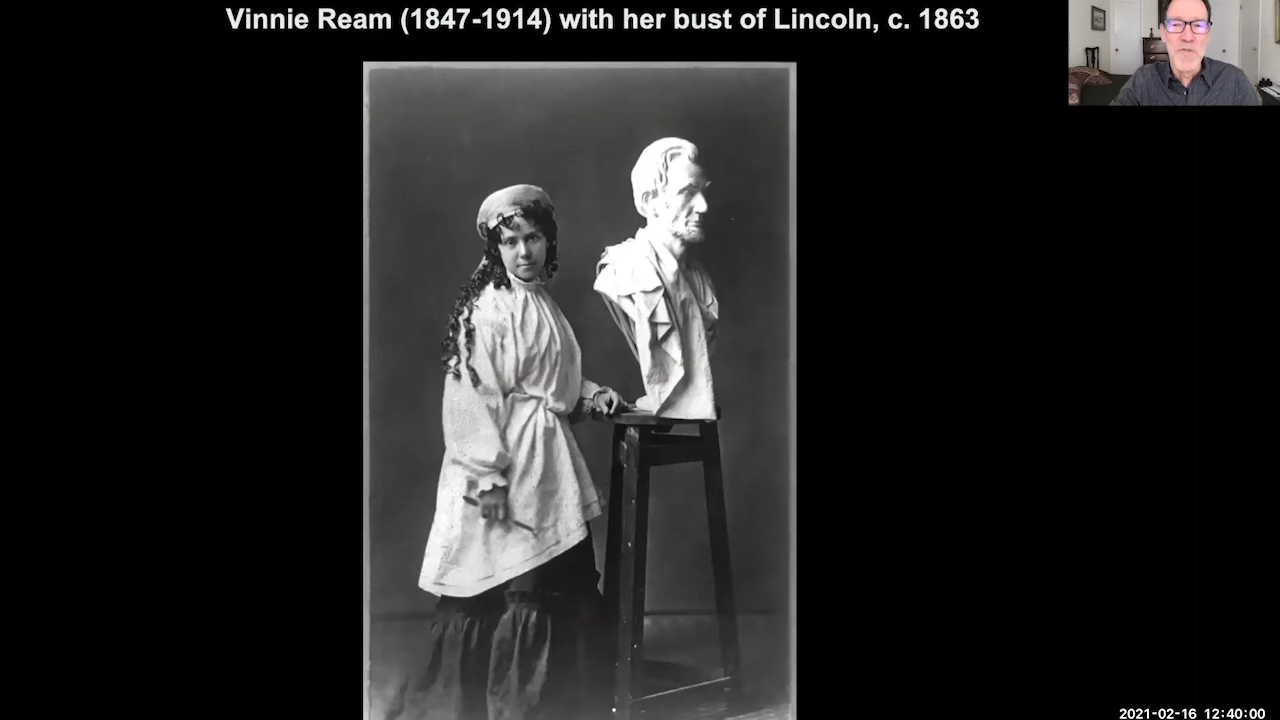 Vinnie Ream (1847-1914) with her bust of Lincoln, c. 1863
2021-02-16 12:40:00